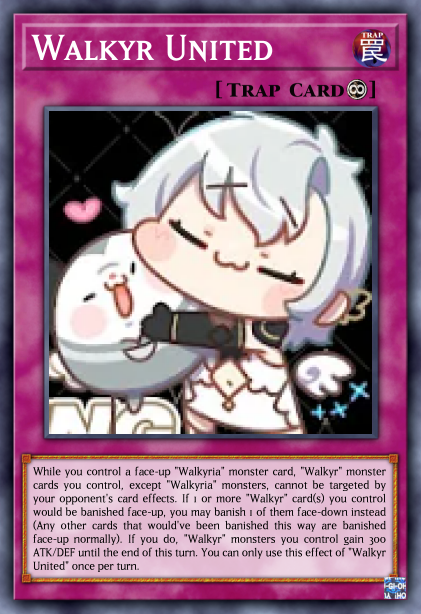 WALKYR UNITED
TRAP
罠
[ TRAP CARD ]
NG
While you control a face-up "Walkyria" monster card, "Walkyr" monster
cards you control, except "Walkyria" monsters, cannot be targeted by
your opponent's card effects. If 1 or more "Walkyr" card(s) you control
would be banished face-up, you may banish 1 of them face-down instead
(Any other cards that would've been banished this way are banished
face-up normally). If you do, "Walkyr" monsters you control gain 300
ATK/DEF until the end of this turn. You can only use this effect of "Walkyr
United" once per turn.